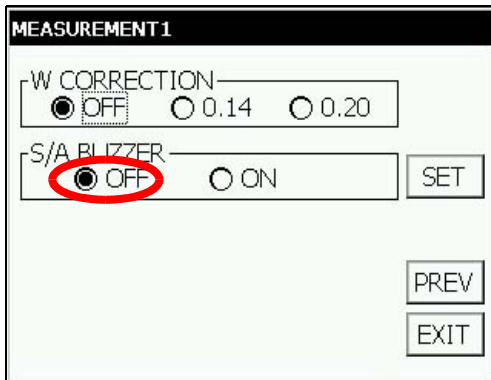 MEASUREMENT1
W CORRECTION
OFF 0.14 0.20
S/A BUZZER
OFF ON
SET
PREV
EXIT